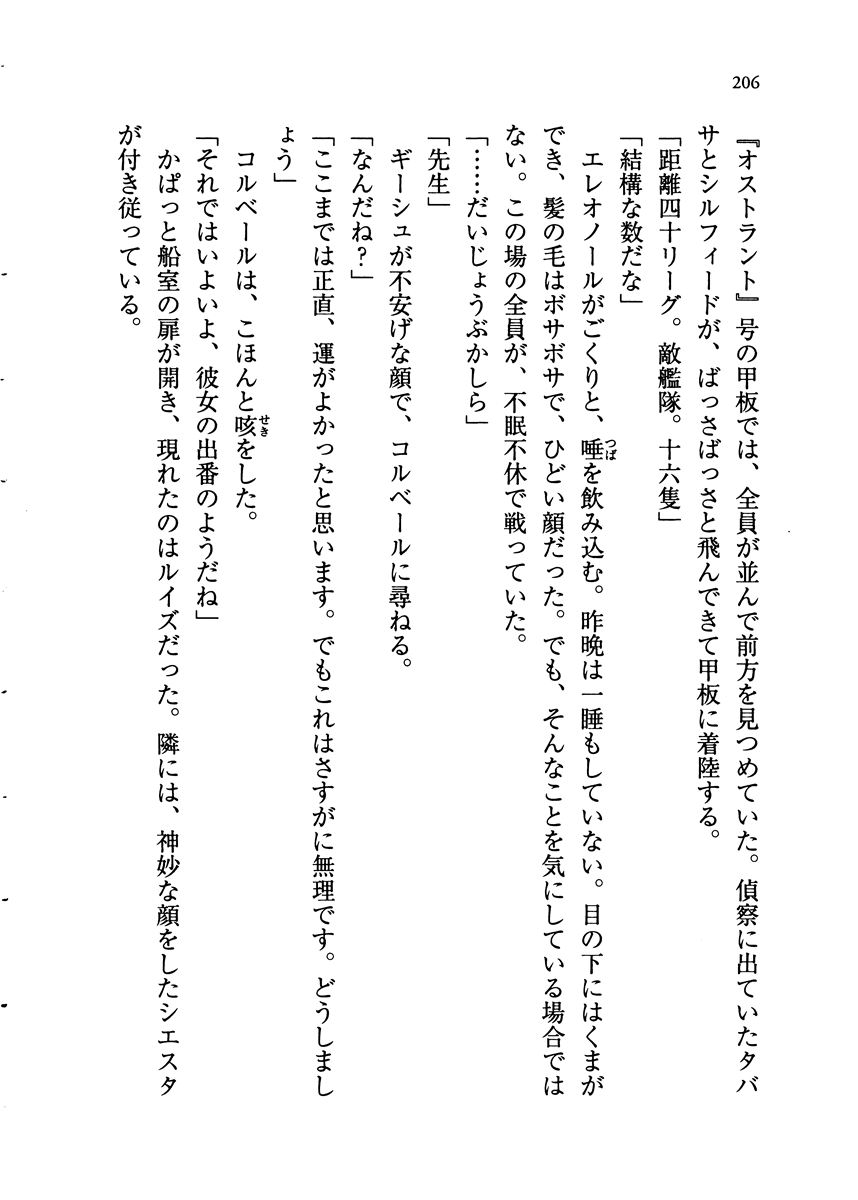 206
『オストラント』号の甲板では、全員が並んで前方を見つめていた。偵察に出ていたタバ
サとシルフィードが、ばっさばっさと飛んできて甲板に着陸する。
「距離四十リーグ。敵艦隊。十六隻」
「結構な数だな」
エレオノールがごくりと、唾つばを飲み込む。昨晩は一睡もしていない。目の下にはくまが
でき、髪の毛はボサボサで、ひどい顔だった。でも、そんなことを気にしている場合では
ない。この場の全員が、不眠不休で戦っていた。
「……だいじょうぶかしら」
「先生」
ギーシュが不安げな顔で、コルベールに尋ねる。
「なんだね？」
「ここまでは正直、運がよかったと思います。でもこれはさすがに無理です。どうしまし
ょう」
コルベールは、こほんと咳せきをした。
「それではいよいよ、彼女の出番のようだね」
かぱっと船室の扉が開き、現れたのはルイズだった。隣には、神妙な顔をしたシエスタ
が付き従っている。